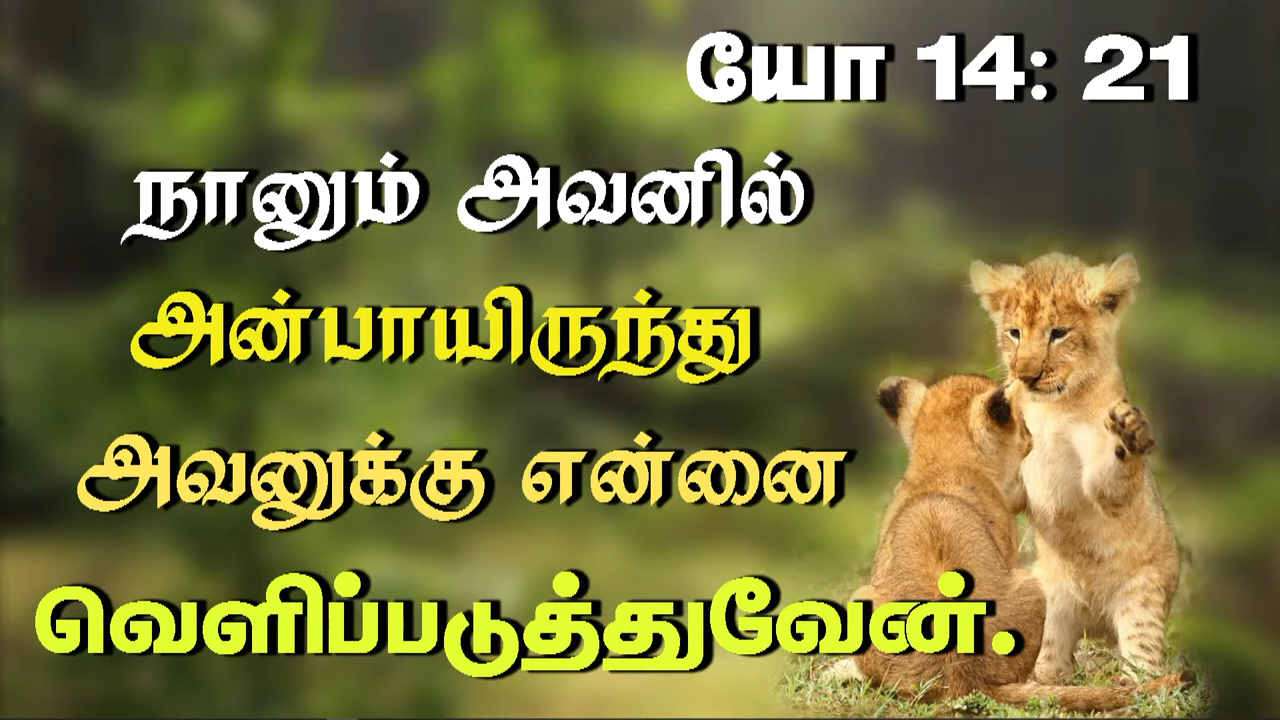 யோ 14: 21
நானும் அவனில்
அன்பாயிருந்து
அவனுக்கு என்னை
வெளிப்படுத்துவேன்.